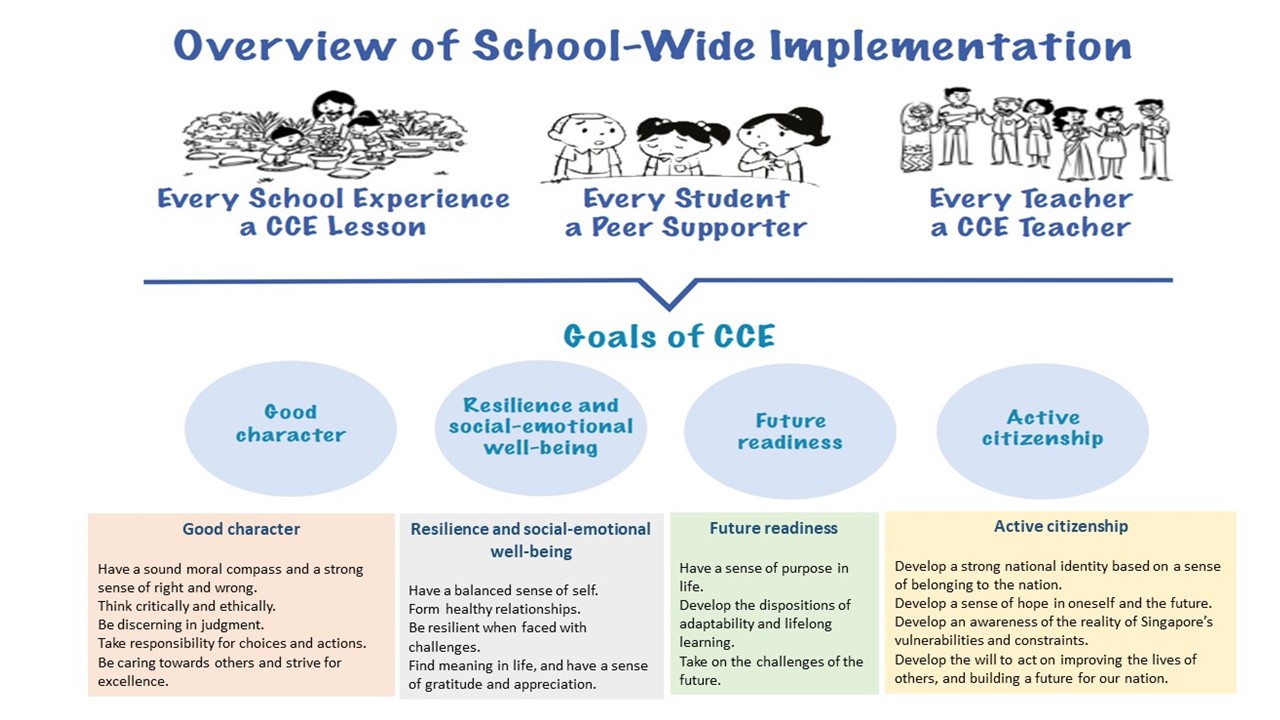 Overview of School-Wide Implementation
Every School Experience
a CCE Lesson
Every Student
a Peer Supporter
Every Teacher
a CCE Teacher
Goals of CCE
Good
character
Resilience and
social-emotional
well-being
Future
readiness
Active
citizenship
Good character
Have a sound moral compass and a strong
sense of right and wrong.
Think critically and ethically.
Be discerning in judgment.
Take responsibility for choices and actions.
Be caring towards others and strive for
excellence.
Resilience and social-emotional
well-being
Have a balanced sense of self.
Form healthy relationships.
Be resilient when faced with
challenges.
Find meaning in life, and have a sense
of gratitude and appreciation.
Future readiness
Have a sense of purpose in
life.
Develop the dispositions of
adaptability and lifelong
learning.
Take on the challenges of the
future.
Active citizenship
Develop a strong national identity based on a sense
of belonging to the nation.
Develop a sense of hope in oneself and the future.
Develop an awareness of the reality of Singapore’s
vulnerabilities and constraints.
Develop the will to act on improving the lives of
others, and building a future for our nation.